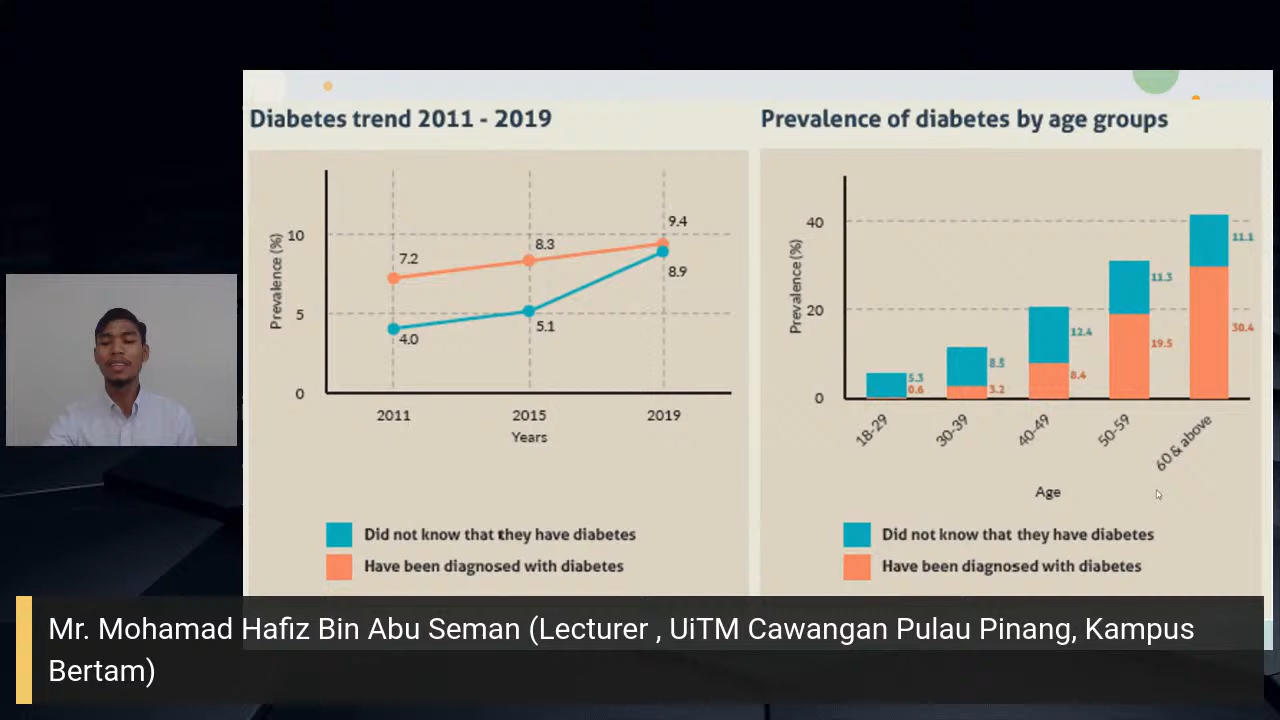 Diabetes trend 2011 - 2019
Prevalence (%)
10
5
0
7.2
8.3
9.4
4.0
5.1
8.9
2011
2015
2019
Years
Did not know that they have diabetes
Have been diagnosed with diabetes
Prevalence of diabetes by age groups
Prevalence (%)
40
20
0
5.3
0.6
8.5
3.2
12.4
8.4
11.3
19.5
11.1
30.4
18-29
30-39
40-49
50-59
60 & above
Age
Did not know that they have diabetes
Have been diagnosed with diabetes
Mr. Mohamad Hafiz Bin Abu Seman (Lecturer , UiTM Cawangan Pulau Pinang, Kampus
Bertam)